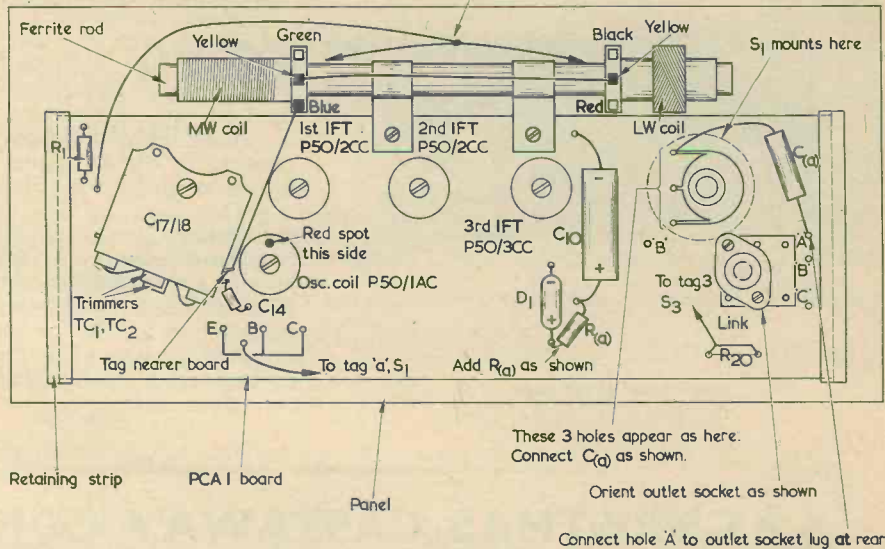 Ferrite rod
Green
Yellow
Black
Yellow
S1 mounts here
Blue
Red
MW coil
1st IFT
P50/2CC
2nd IFT
P50/2CC
LW coil
R1
C(a)
C17/18
3rd IFT
P50/3CC
C10
-
+
Red spot
this side
Osc.coil P50/1AC
'B'
'A'
'B'
'C'
Trimmers
TC1, TC2
C14
D1
+
R(a)
To tag 3
S3
Link
R20
E
B
C
Tag nearer board
To tag 'a', S1
Add R(a) as shown
These 3 holes appear as here.
Connect C(a) as shown.
Retaining strip
PCA 1 board
Panel
Orient outlet socket as shown
Connect hole 'A' to outlet socket lug at rear